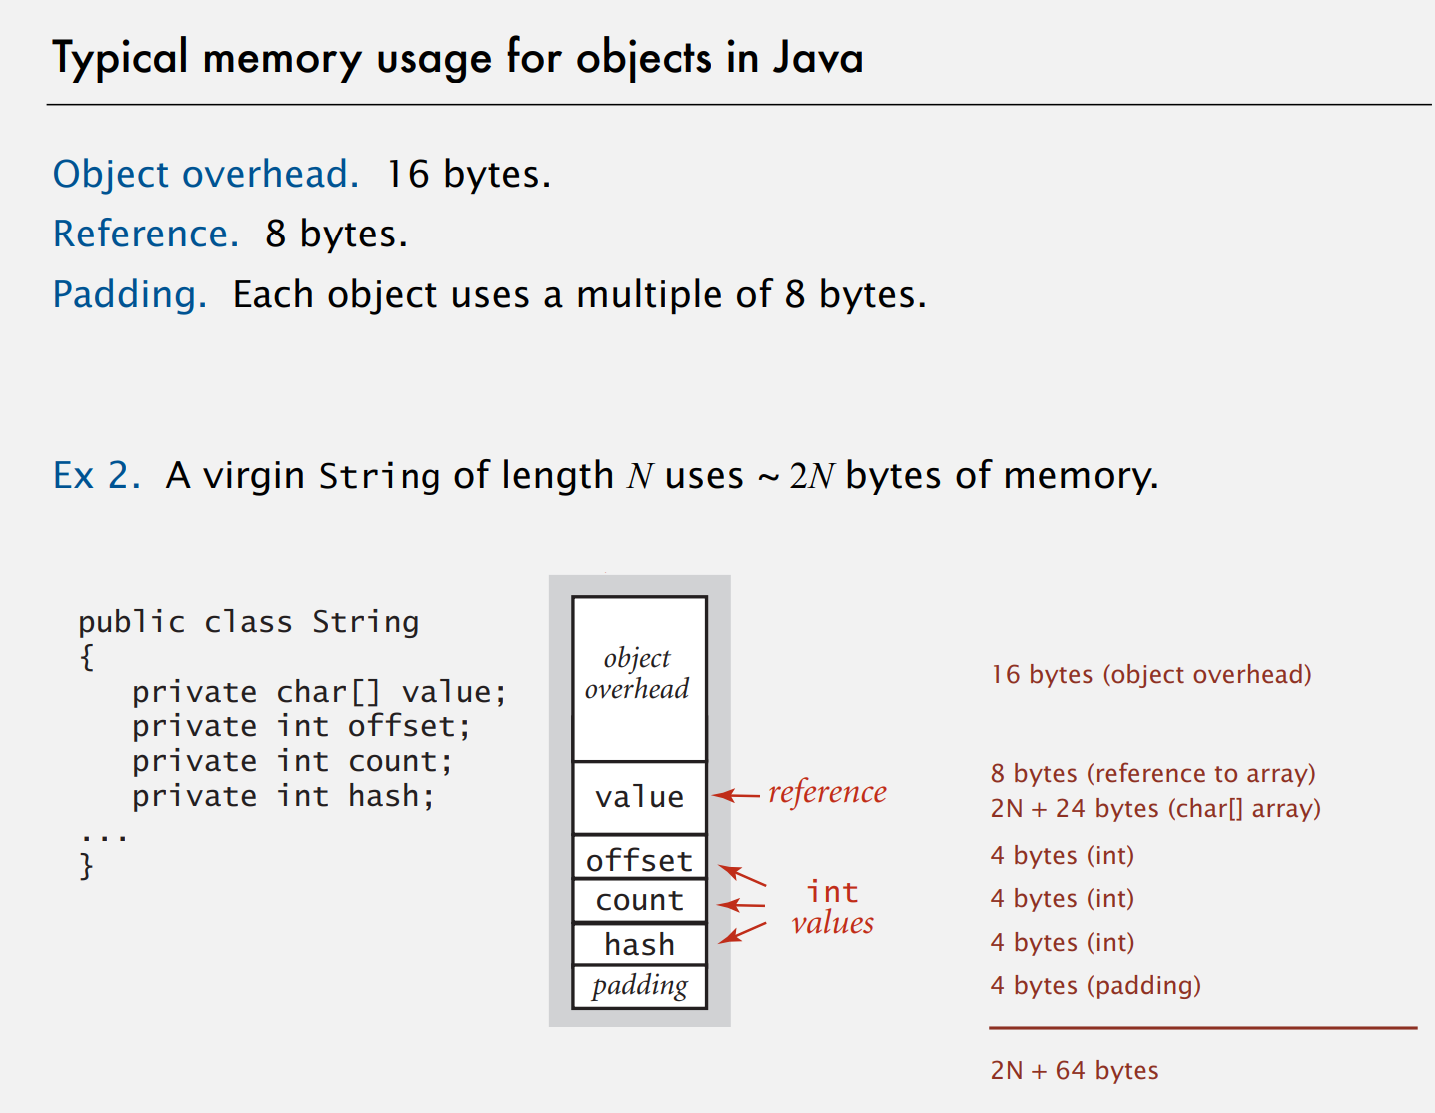 Typical memory usage for objects in Java
Object overhead. 16 bytes.
Reference. 8 bytes.
Padding. Each object uses a multiple of 8 bytes.
Ex 2. A virgin String of length N uses ~ 2N bytes of memory.
public class String
{
private char[] value;
private int offset;
private int count;
private int hash;
...
}
object
overhead
value
offset
count
hash
padding
reference
int
values
16 bytes (object overhead)
8 bytes (reference to array)
2N + 24 bytes (char[] array)
4 bytes (int)
4 bytes (int)
4 bytes (int)
4 bytes (padding)
2N + 64 bytes